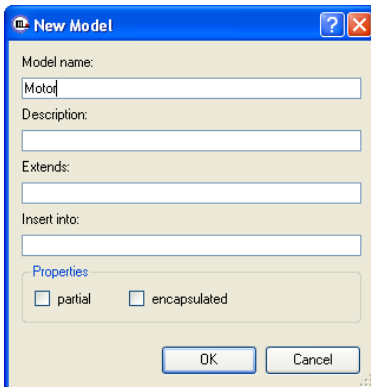 New Model
Model name:
Motor
Description:
Extends:
Insert into:
Properties
partial encapsulated
OK Cancel